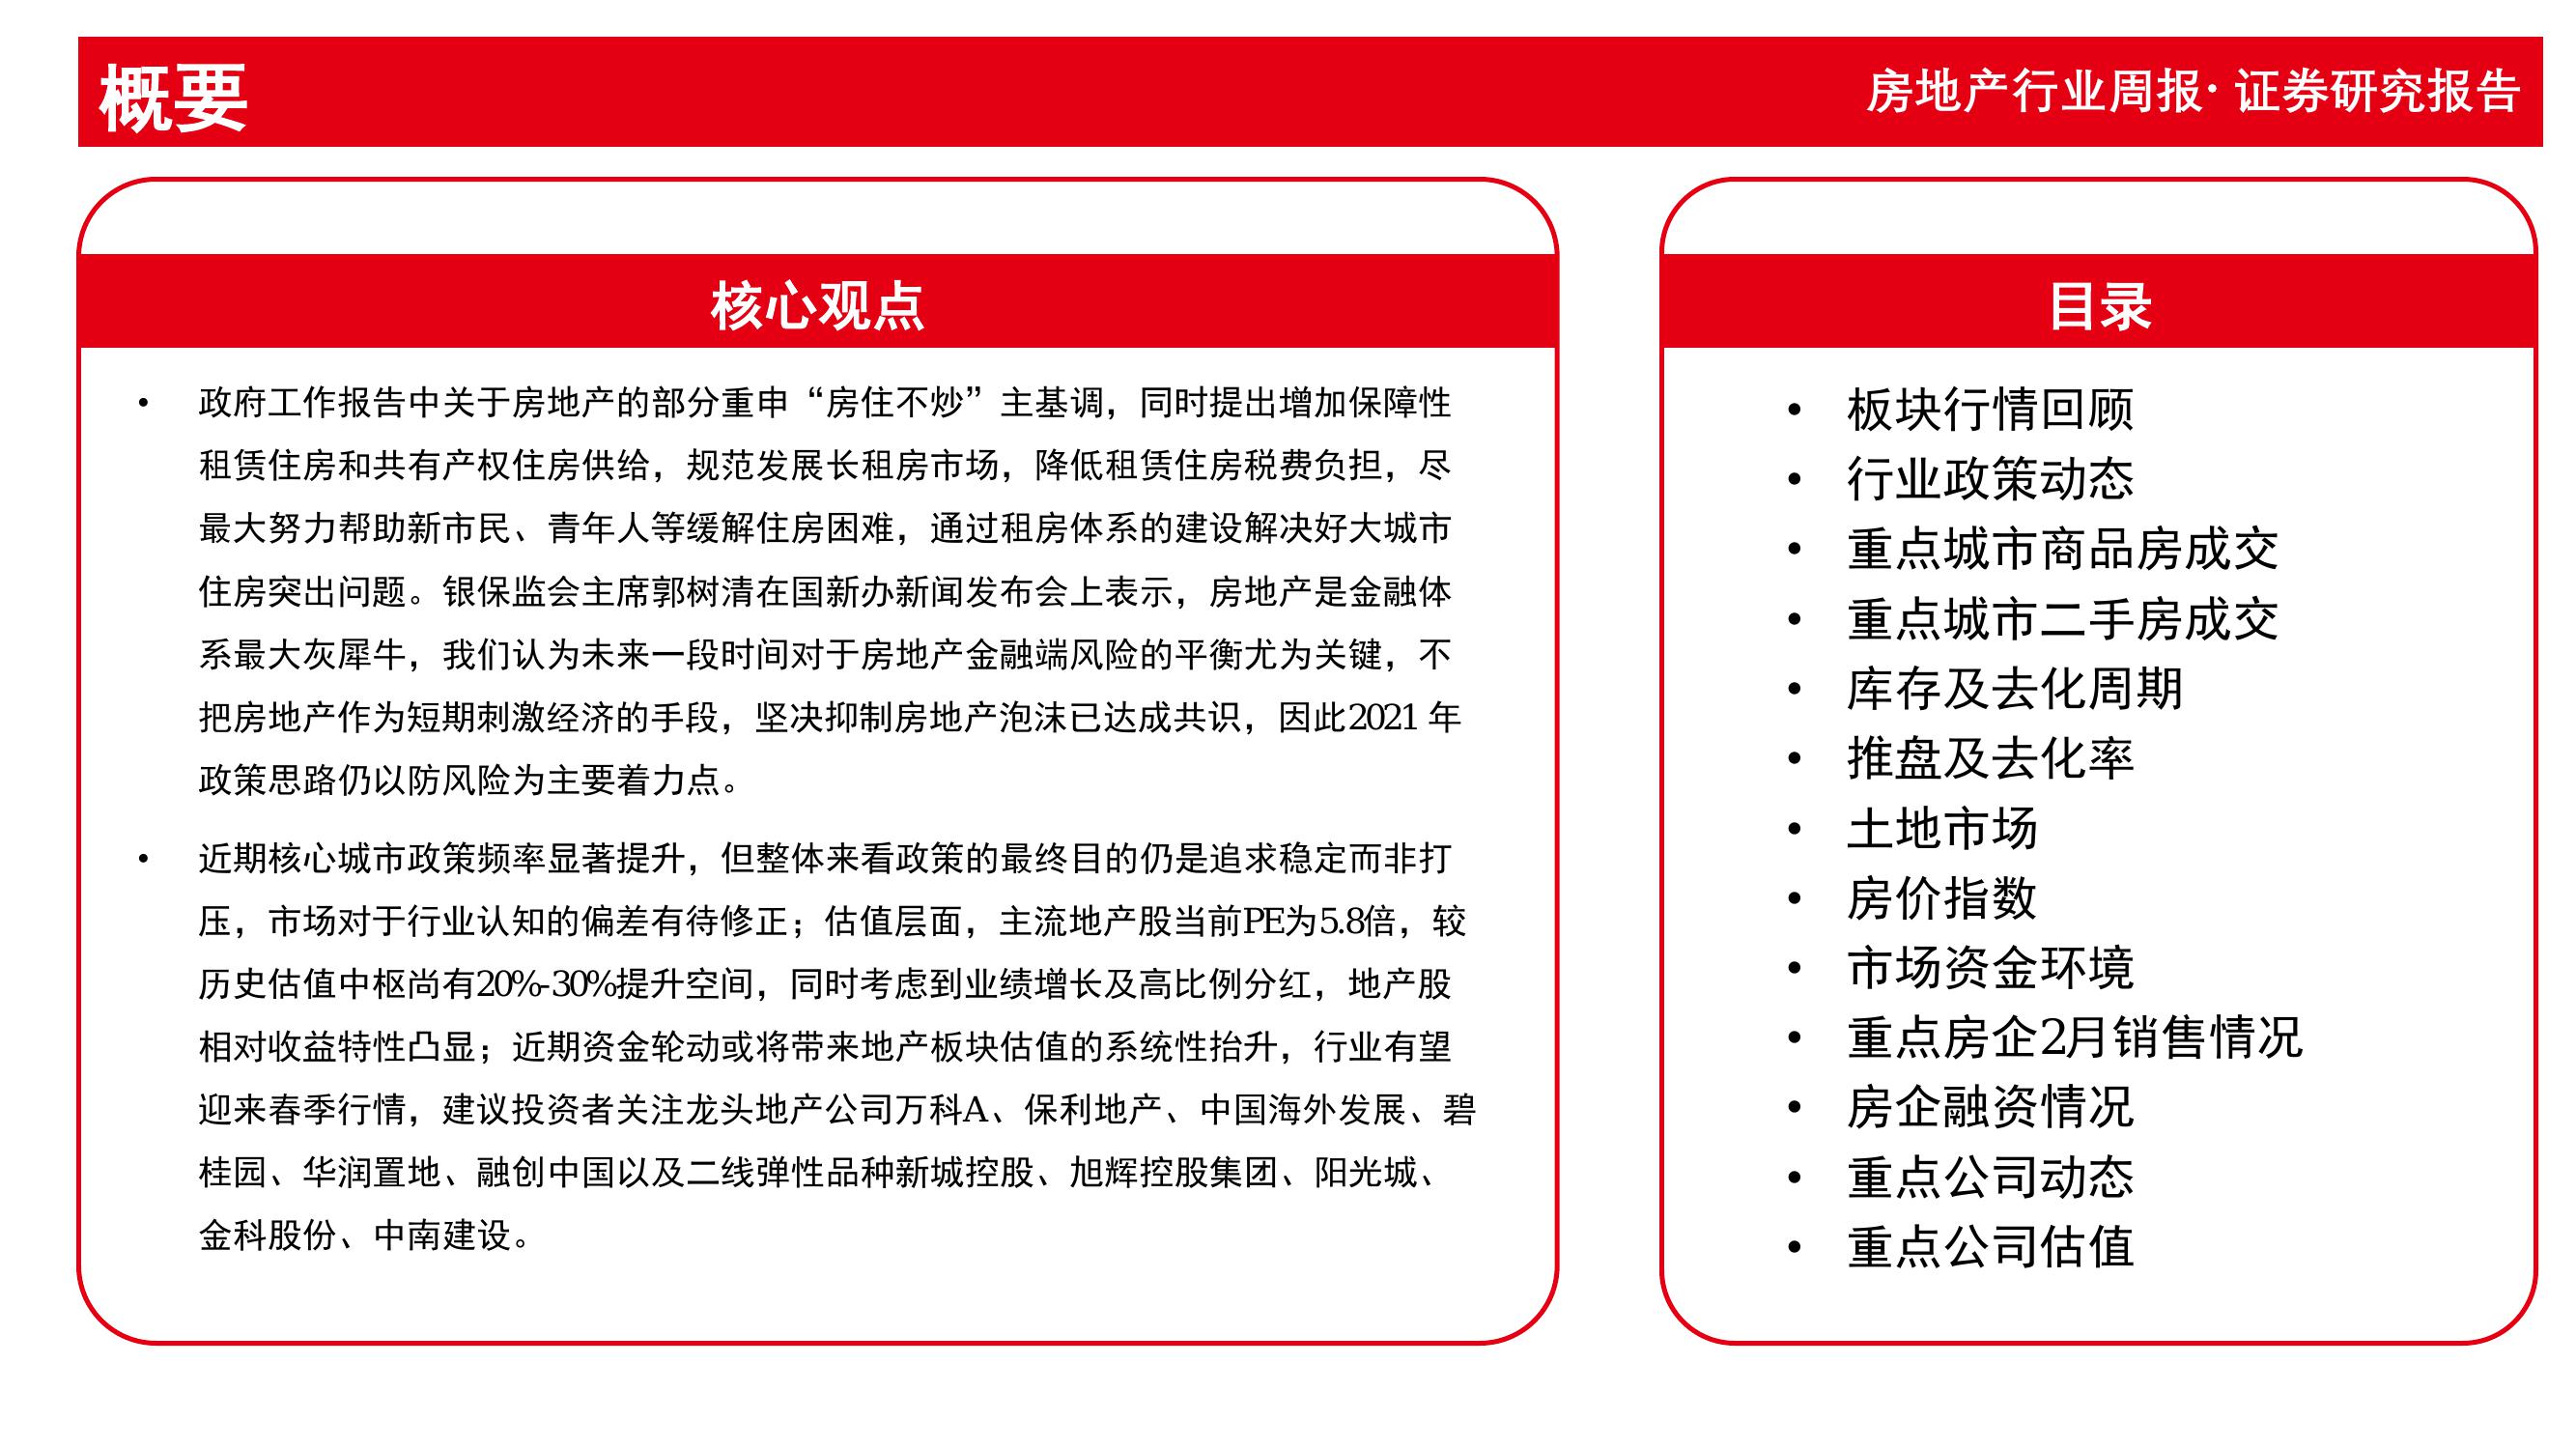 概要
房地产行业周报· 证券研究报告
核心观点
• 政府工作报告中关于房地产的部分重申“房住不炒”主基调，同时提出增加保障性
租赁住房和共有产权住房供给，规范发展长租房市场，降低租赁住房税费负担，尽
最大努力帮助新市民、青年人等缓解住房困难，通过租房体系的建设解决好大城市
住房突出问题。银保监会主席郭树清在国新办新闻发布会上表示，房地产是金融体
系最大灰犀牛，我们认为未来一段时间对于房地产金融端风险的平衡尤为关键，不
把房地产作为短期刺激经济的手段，坚决抑制房地产泡沫已达成共识，因此2021 年
政策思路仍以防风险为主要着力点。
• 近期核心城市政策频率显著提升，但整体来看政策的最终目的仍是追求稳定而非打
压，市场对于行业认知的偏差有待修正；估值层面，主流地产股当前PE为5.8倍，较
历史估值中枢尚有20%-30%提升空间，同时考虑到业绩增长及高比例分红，地产股
相对收益特性凸显；近期资金轮动或将带来地产板块估值的系统性抬升，行业有望
迎来春季行情，建议投资者关注龙头地产公司万科A、保利地产、中国海外发展、碧
桂园、华润置地、融创中国以及二线弹性品种新城控股、旭辉控股集团、阳光城、
金科股份、中南建设。
目录
• 板块行情回顾
• 行业政策动态
• 重点城市商品房成交
• 重点城市二手房成交
• 库存及去化周期
• 推盘及去化率
• 土地市场
• 房价指数
• 市场资金环境
• 重点房企2月销售情况
• 房企融资情况
• 重点公司动态
• 重点公司估值